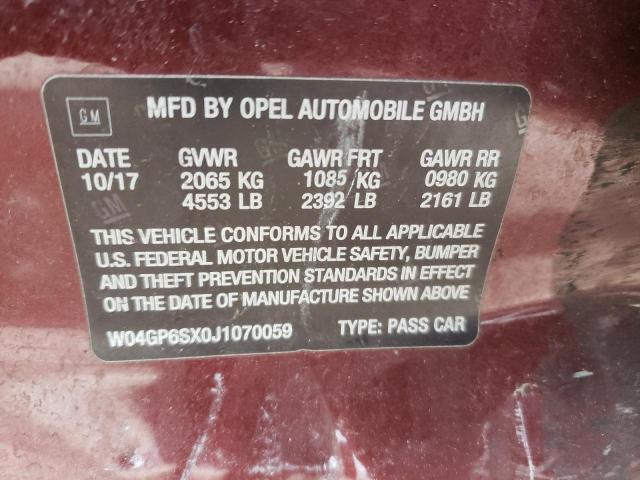 GM MFD BY OPEL AUTOMOBILE GMBH
DATE GVWR GAWR FRT GAWR RR
10/17 2065 KG 1085 KG 0980 KG
4553 LB 2392 LB 2161 LB
THIS VEHICLE CONFORMS TO ALL APPLICABLE
U.S. FEDERAL MOTOR VEHICLE SAFETY, BUMPER
AND THEFT PREVENTION STANDARDS IN EFFECT
ON THE DATE OF MANUFACTURE SHOWN ABOVE
W04GP6SX0J1070059 TYPE: PASS CAR